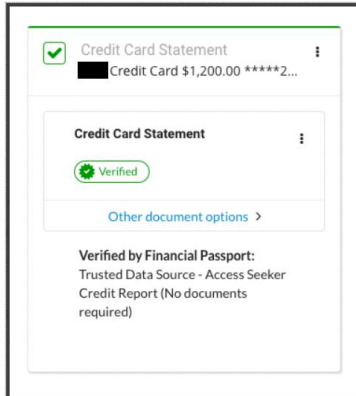 Credit Card Statement
Credit Card $1,200.00 *****2...
Credit Card Statement
Verified
Other document options >
Verified by Financial Passport:
Trusted Data Source - Access Seeker
Credit Report (No documents
required)